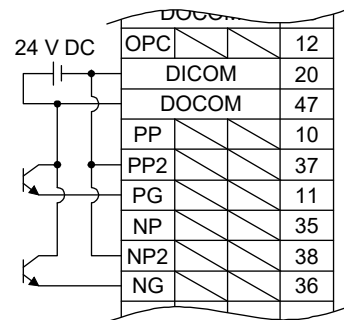 DOCOM
24 V DC
OPC 12
DICOM 20
DOCOM 47
PP 10
PP2 37
PG 11
NP 35
NP2 38
NG 36